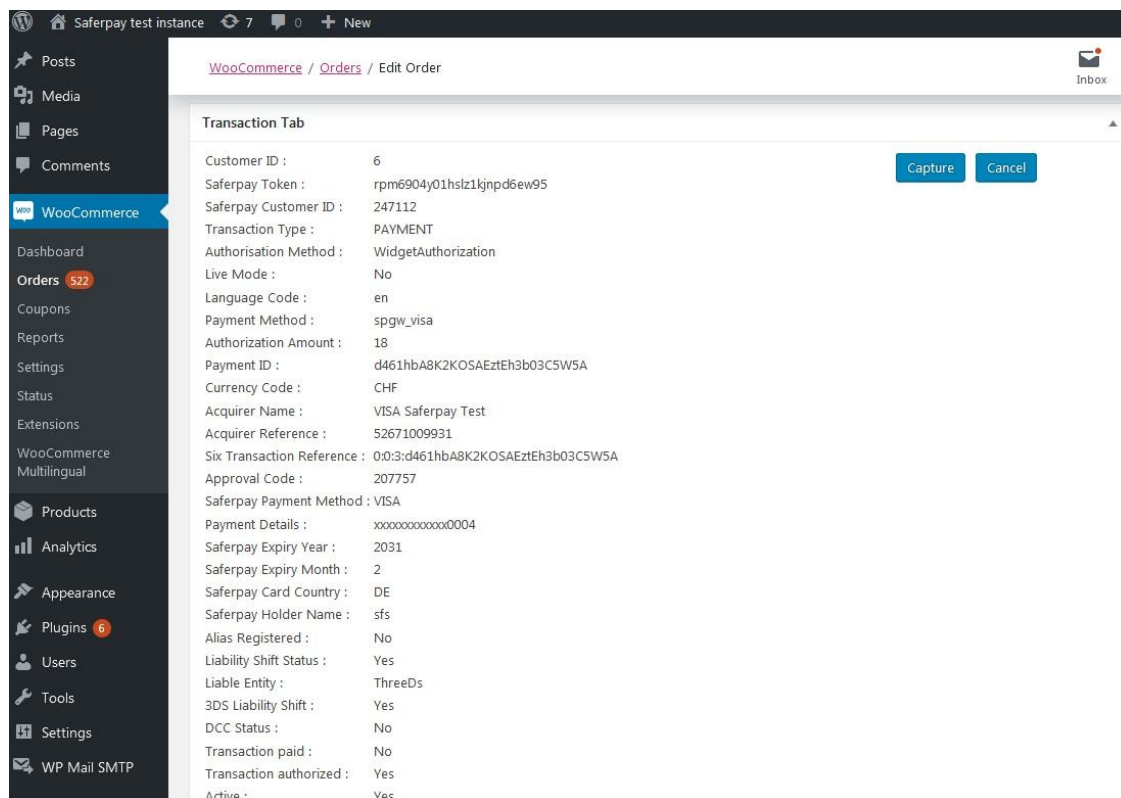 Saferpay test instance 7 0 New
Posts
Media
Pages
Comments
WooCommerce
Dashboard
Orders 522
Coupons
Reports
Settings
Status
Extensions
WooCommerce
Multilingual
Products
Analytics
Appearance
Plugins 6
Users
Tools
Settings
WP Mail SMTP
WooCommerce / Orders / Edit Order
Inbox
Transaction Tab
Capture Cancel
Customer ID : 6
Saferpay Token : rpm6904y01hslz1kjnpd6ew95
Saferpay Customer ID : 247112
Transaction Type : PAYMENT
Authorisation Method : WidgetAuthorization
Live Mode : No
Language Code : en
Payment Method : spgw_visa
Authorization Amount : 18
Payment ID : d461hbA8K2KOSAEztEh3b03C5W5A
Currency Code : CHF
Acquirer Name : VISA Saferpay Test
Acquirer Reference : 52671009931
Six Transaction Reference : 0:0:3:d461hbA8K2KOSAEztEh3b03C5W5A
Approval Code : 207757
Saferpay Payment Method : VISA
Payment Details : xxxxxxxxxxxx0004
Saferpay Expiry Year : 2031
Saferpay Expiry Month : 2
Saferpay Card Country : DE
Saferpay Holder Name : sfs
Alias Registered : No
Liability Shift Status : Yes
Liable Entity : ThreeDs
3DS Liability Shift : Yes
DCC Status : No
Transaction paid : No
Transaction authorized : Yes
Active : Yes